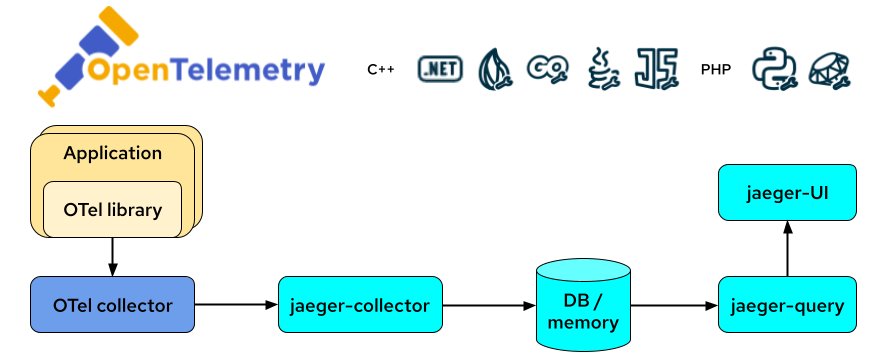 OpenTelemetry
C++
.NET
GO
JS
PHP
Application
OTel library
jaeger-UI
OTel collector
jaeger-collector
DB /
memory
jaeger-query